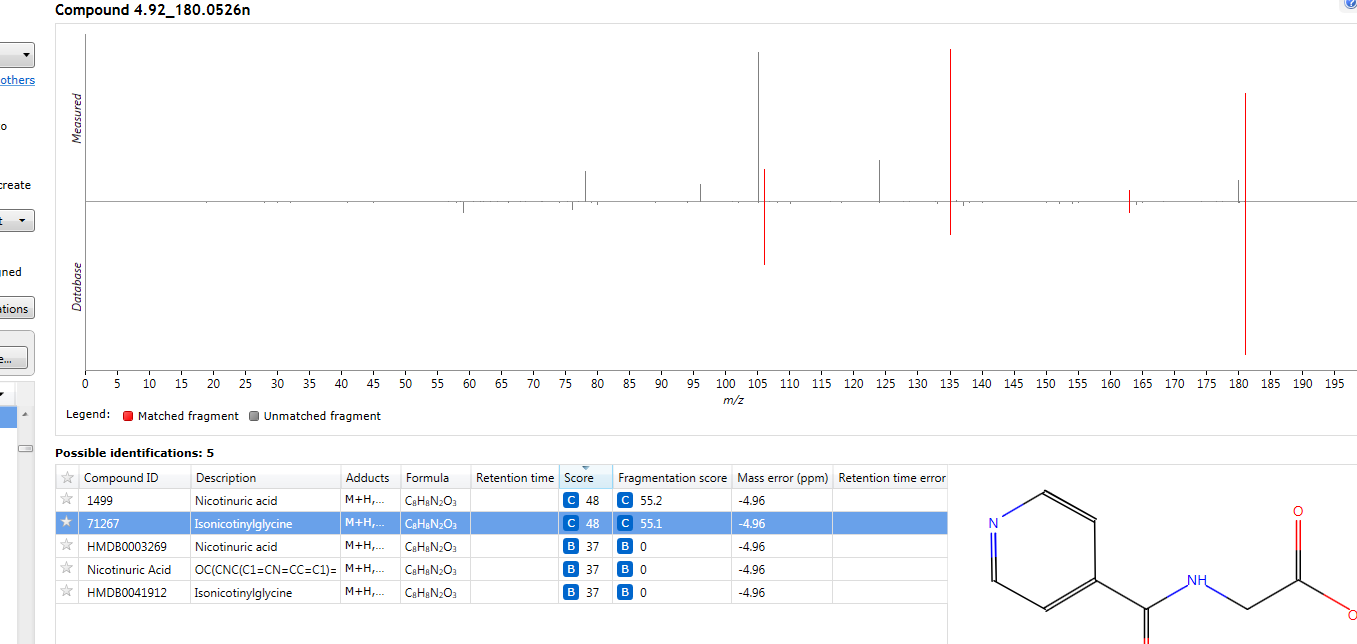 Compound 4.92_180.0526n
others
Measured
o
create
t
Database
gned
ations
e...
0 5 10 15 20 25 30 35 40 45 50 55 60 65 70 75 80 85 90 95 100 105 110 115 120 125 130 135 140 145 150 155 160 165 170 175 180 185 190 195
m/z
Legend: Matched fragment Unmatched fragment
Possible identifications: 5
Compound ID Description Adducts Formula Retention time Score Fragmentation score Mass error (ppm) Retention time error
1499 Nicotinuric acid M+H,... C₈H₈N₂O₃ C 48 C 55.2 -4.96
71267 Isonicotinylglycine M+H,... C₈H₈N₂O₃ C 48 C 55.1 -4.96
HMDB0003269 Nicotinuric acid M+H,... C₈H₈N₂O₃ B 37 B 0 -4.96
Nicotinuric Acid OC(CNC(C1=CN=CC=C1)= M+H,... C₈H₈N₂O₃ B 37 B 0 -4.96
HMDB0041912 Isonicotinylglycine M+H,... C₈H₈N₂O₃ B 37 B 0 -4.96
O
N
NH
O